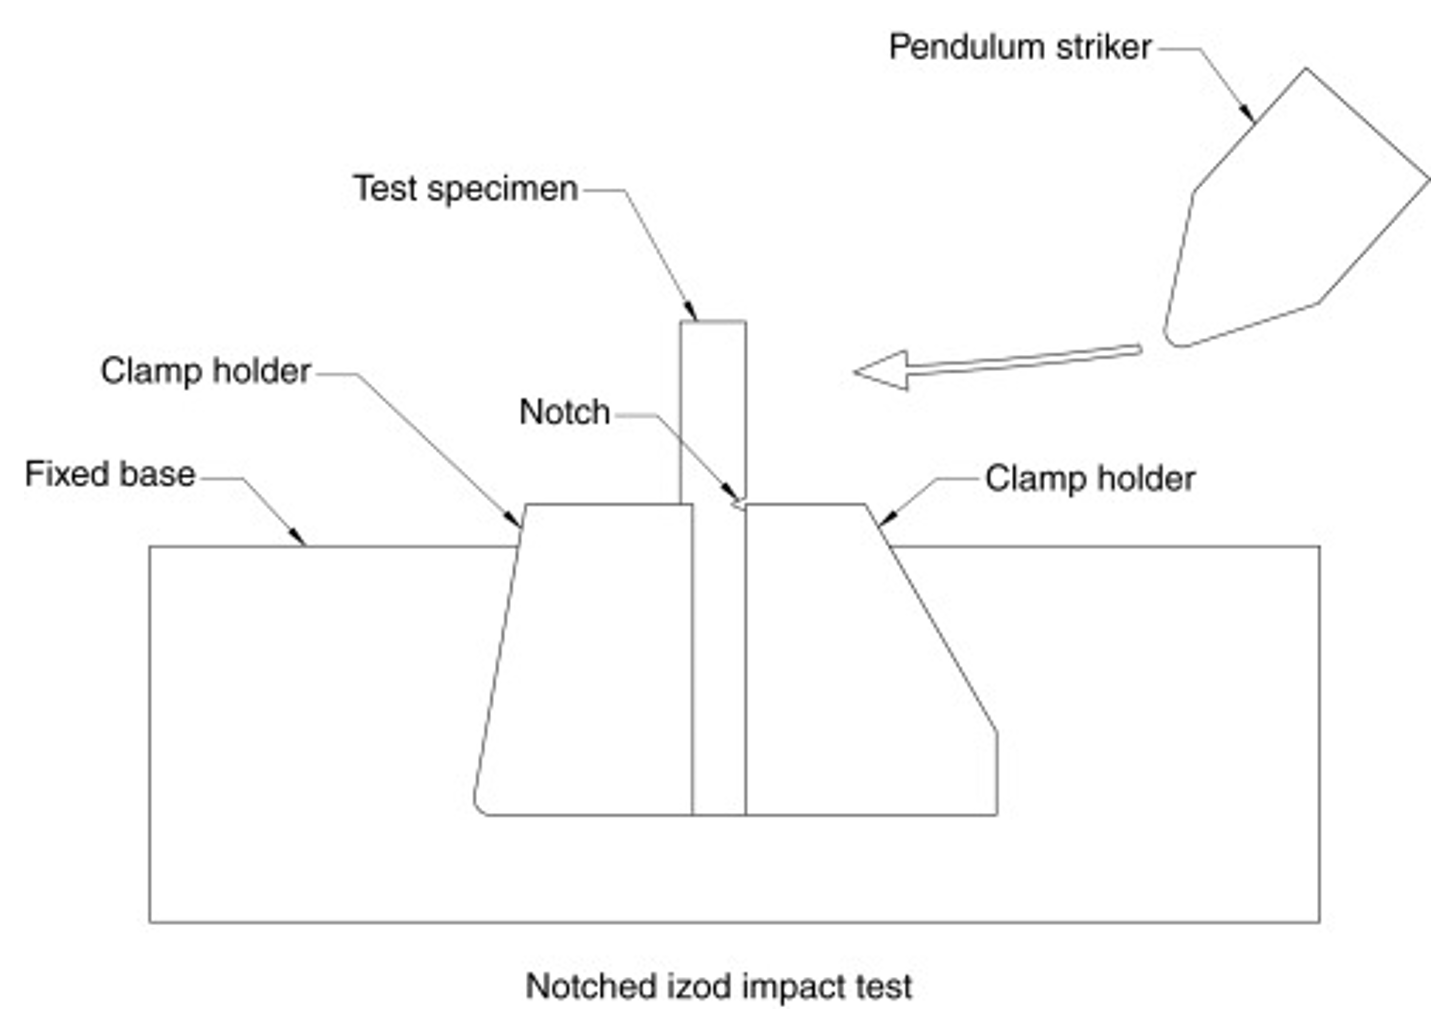 Pendulum striker
Test specimen
Clamp holder
Notch
Fixed base
Clamp holder
Notched izod impact test